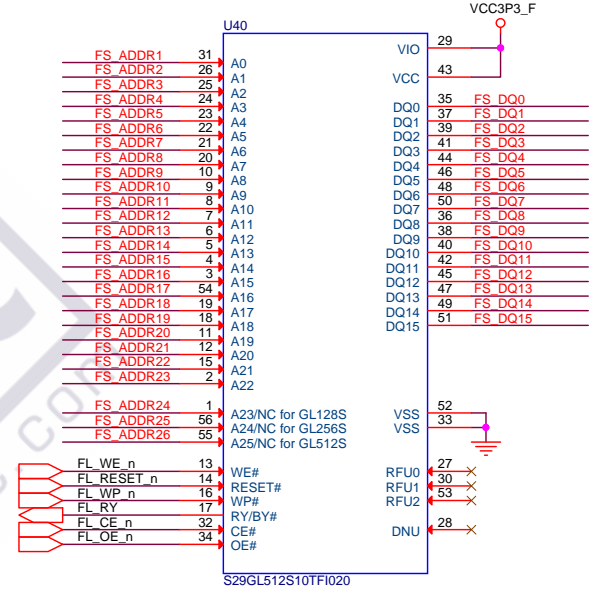 VCC3P3_F
U40
29 VIO
43 VCC
FS_ADDR1 31 A0
FS_ADDR2 26 A1
FS_ADDR3 25 A2
FS_ADDR4 24 A3
FS_ADDR5 23 A4
FS_ADDR6 22 A5
FS_ADDR7 21 A6
FS_ADDR8 20 A7
FS_ADDR9 10 A8
FS_ADDR10 9 A9
FS_ADDR11 8 A10
FS_ADDR12 7 A11
FS_ADDR13 6 A12
FS_ADDR14 5 A13
FS_ADDR15 4 A14
FS_ADDR16 3 A15
FS_ADDR17 54 A16
FS_ADDR18 19 A17
FS_ADDR19 18 A18
FS_ADDR20 11 A19
FS_ADDR21 12 A20
FS_ADDR22 15 A21
FS_ADDR23 2 A22
FS_ADDR24 1 A23/NC for GL128S
FS_ADDR25 56 A24/NC for GL256S
FS_ADDR26 55 A25/NC for GL512S
FL_WE_n 13 WE#
FL_RESET_n 14 RESET#
FL_WP_n 16 WP#
FL_RY 17 RY/BY#
FL_CE_n 32 CE#
FL_OE_n 34 OE#
DQ0 35 FS_DQ0
DQ1 37 FS_DQ1
DQ2 39 FS_DQ2
DQ3 41 FS_DQ3
DQ4 44 FS_DQ4
DQ5 46 FS_DQ5
DQ6 48 FS_DQ6
DQ7 50 FS_DQ7
DQ8 36 FS_DQ8
DQ9 38 FS_DQ9
DQ10 40 FS_DQ10
DQ11 42 FS_DQ11
DQ12 45 FS_DQ12
DQ13 47 FS_DQ13
DQ14 49 FS_DQ14
DQ15 51 FS_DQ15
VSS 52
VSS 33
RFU0 27
RFU1 30
RFU2 53
DNU 28
S29GL512S10TFI020
com